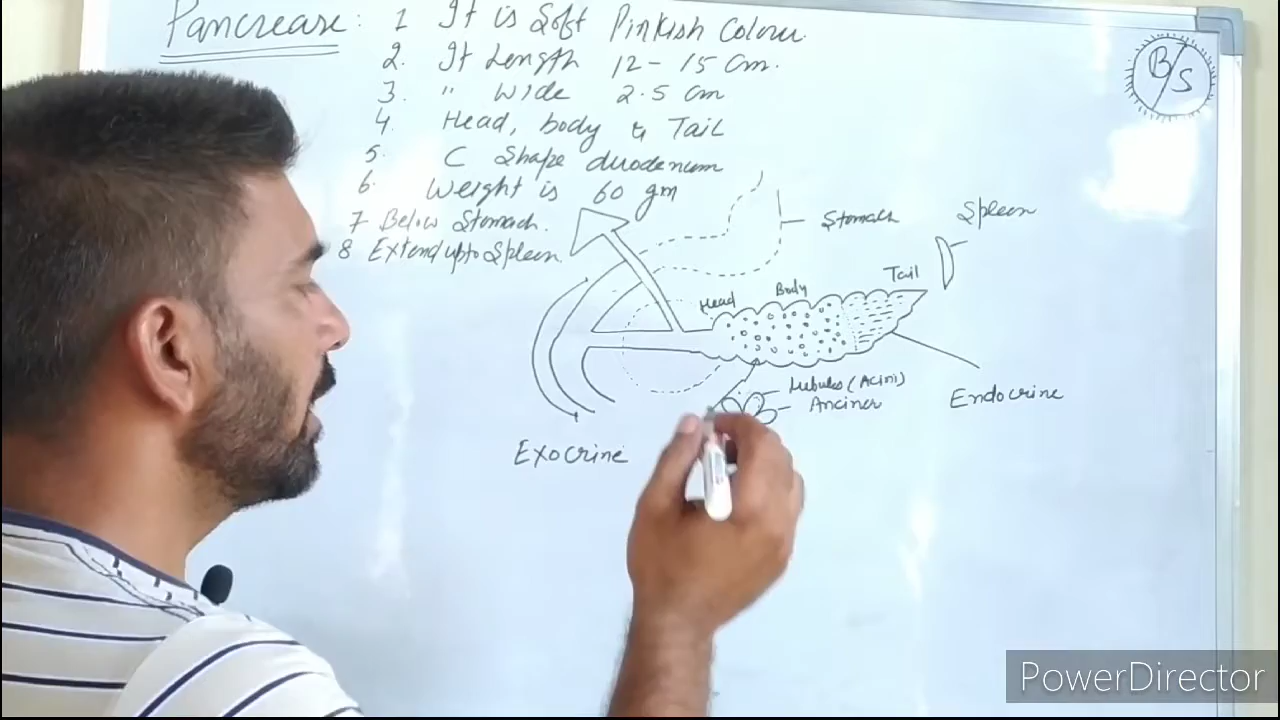 Pancrease :
1 It is Soft Pinkish Colour
2. It Length 12 - 15 Cm.
3. " Wide 2.5 cm
4. Head, body & Tail
5. C Shape duodenum
6. Weight is 60 gm
7 Below Stomach.
8 Extend upto Spleen.
B/S
Stomach
Spleen
Head
Body
Tail
Lubules (Acini)
Anciner
Endocrine
Exocrine
PowerDirector